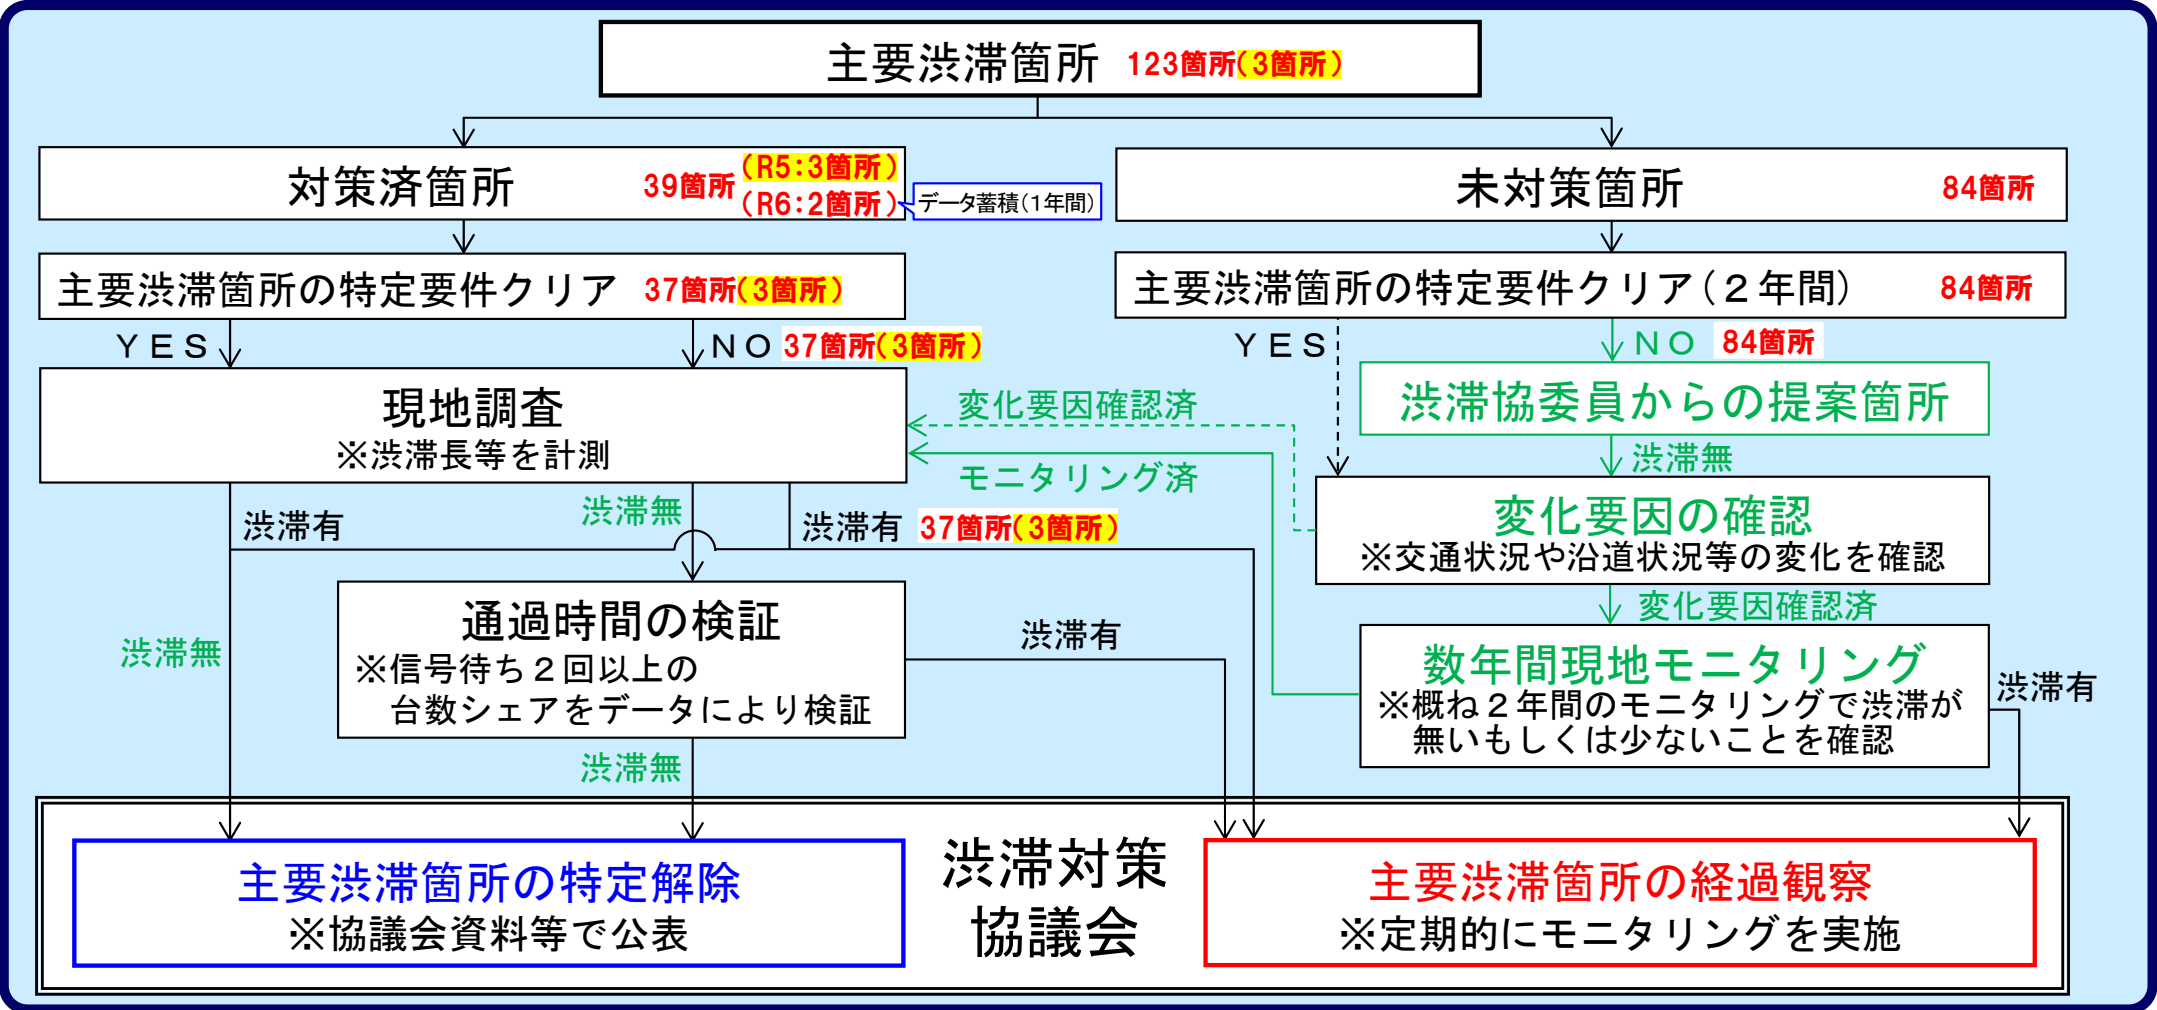 主要渋滞箇所 123箇所(3箇所)
対策済箇所 39箇所 (R5:3箇所)
(R6:2箇所)
データ蓄積(1年間)
未対策箇所 84箇所
主要渋滞箇所の特定要件クリア 37箇所(3箇所)
主要渋滞箇所の特定要件クリア(２年間) 84箇所
ＹＥＳ
ＮＯ 37箇所(3箇所)
ＹＥＳ
ＮＯ 84箇所
現地調査
※渋滞長等を計測
変化要因確認済
モニタリング済
渋滞協委員からの提案箇所
渋滞無
渋滞有
渋滞無
渋滞有 37箇所(3箇所)
変化要因の確認
※交通状況や沿道状況等の変化を確認
変化要因確認済
通過時間の検証
※信号待ち２回以上の
台数シェアをデータにより検証
渋滞無
渋滞有
数年間現地モニタリング
※概ね２年間のモニタリングで渋滞が
無いもしくは少ないことを確認
渋滞有
渋滞無
主要渋滞箇所の特定解除
※協議会資料等で公表
渋滞対策
協議会
主要渋滞箇所の経過観察
※定期的にモニタリングを実施